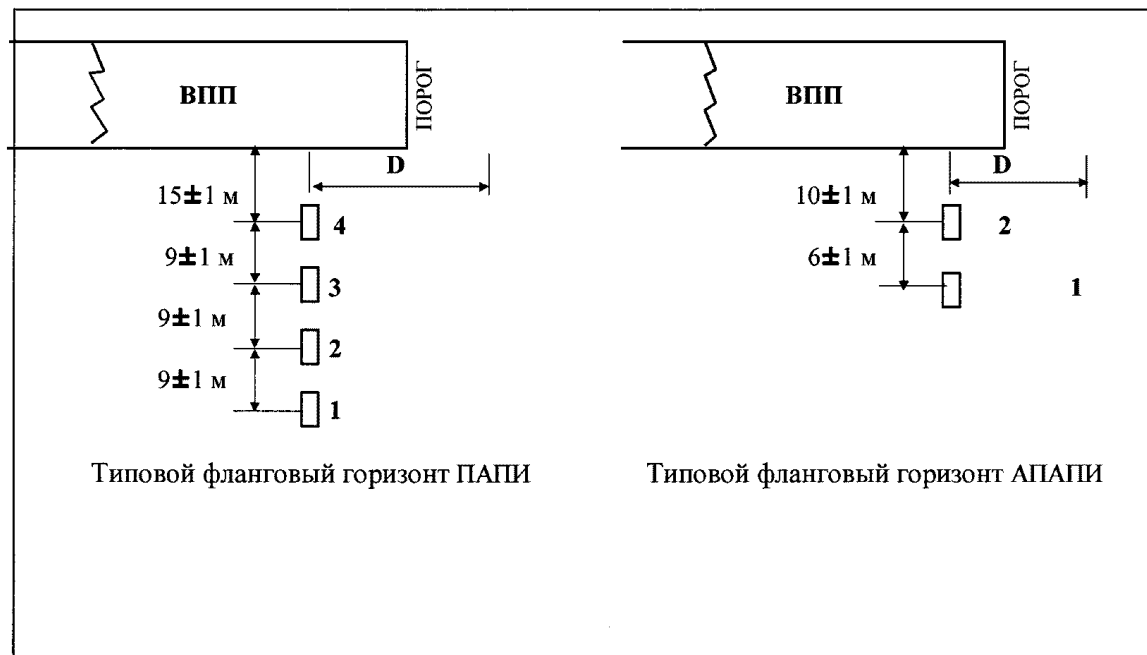 ВПП
ПОРОГ
D
15±1 м
4
9±1 м
3
9±1 м
2
9±1 м
1
Типовой фланговый горизонт ПАПИ
ВПП
ПОРОГ
D
10±1 м
2
6±1 м
1
Типовой фланговый горизонт АПАПИ